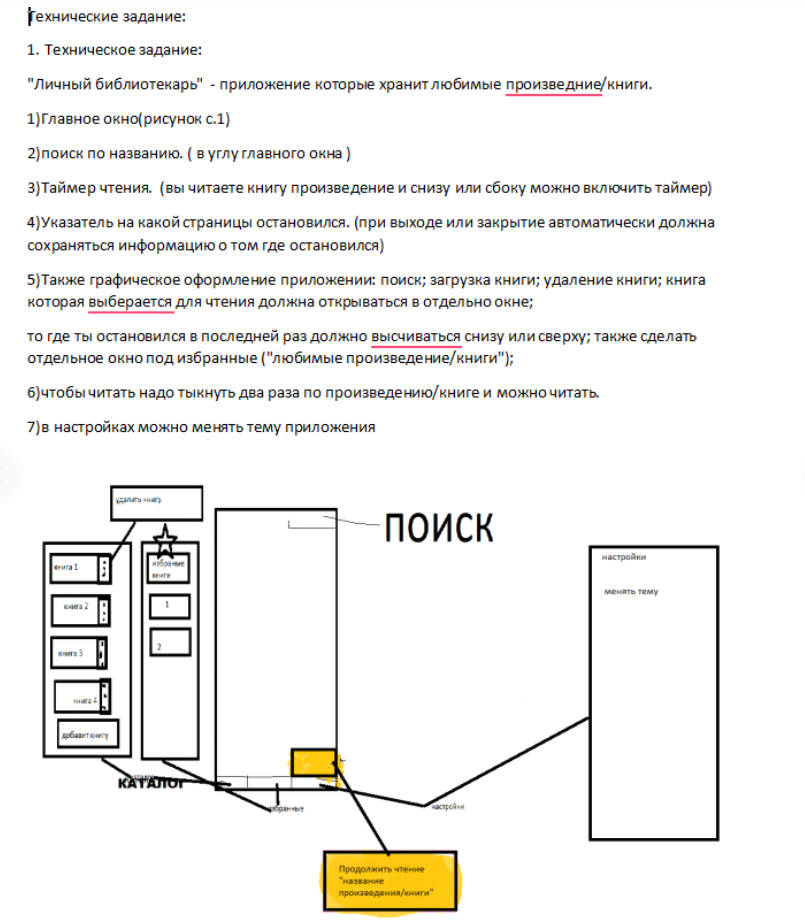 Технические задание:
1. Техническое задание:
"Личный библиотекарь" - приложение которые хранит любимые произведние/книги.
1)Главное окно(рисунок с.1)
2)поиск по названию. ( в углу главного окна )
3)Таймер чтения. (вы читаете книгу произведение и снизу или сбоку можно включить таймер)
4)Указатель на какой страницы остановился. (при выходе или закрытие автоматически должна
сохраняться информацию о том где остановился)
5)Также графическое оформление приложении: поиск; загрузка книги; удаление книги; книга
которая выберается для чтения должна открываться в отдельно окне;
то где ты остановился в последней раз должно высчиваться снизу или сверху; также сделать
отдельное окно под избранные ("любимые произведение/книги");
6)чтобы читать надо тыкнуть два раза по произведению/книге и можно читать.
7)в настройках можно менять тему приложения
удалить книгу
ПОИСК
книга 1
избранные
книги
книга 2
1
книга 3
2
книга 4
добавит книгу
настройки
менять тему
КАТАЛОГ
избранные
настройки
Продолжить чтение
"название
произведения/книги"